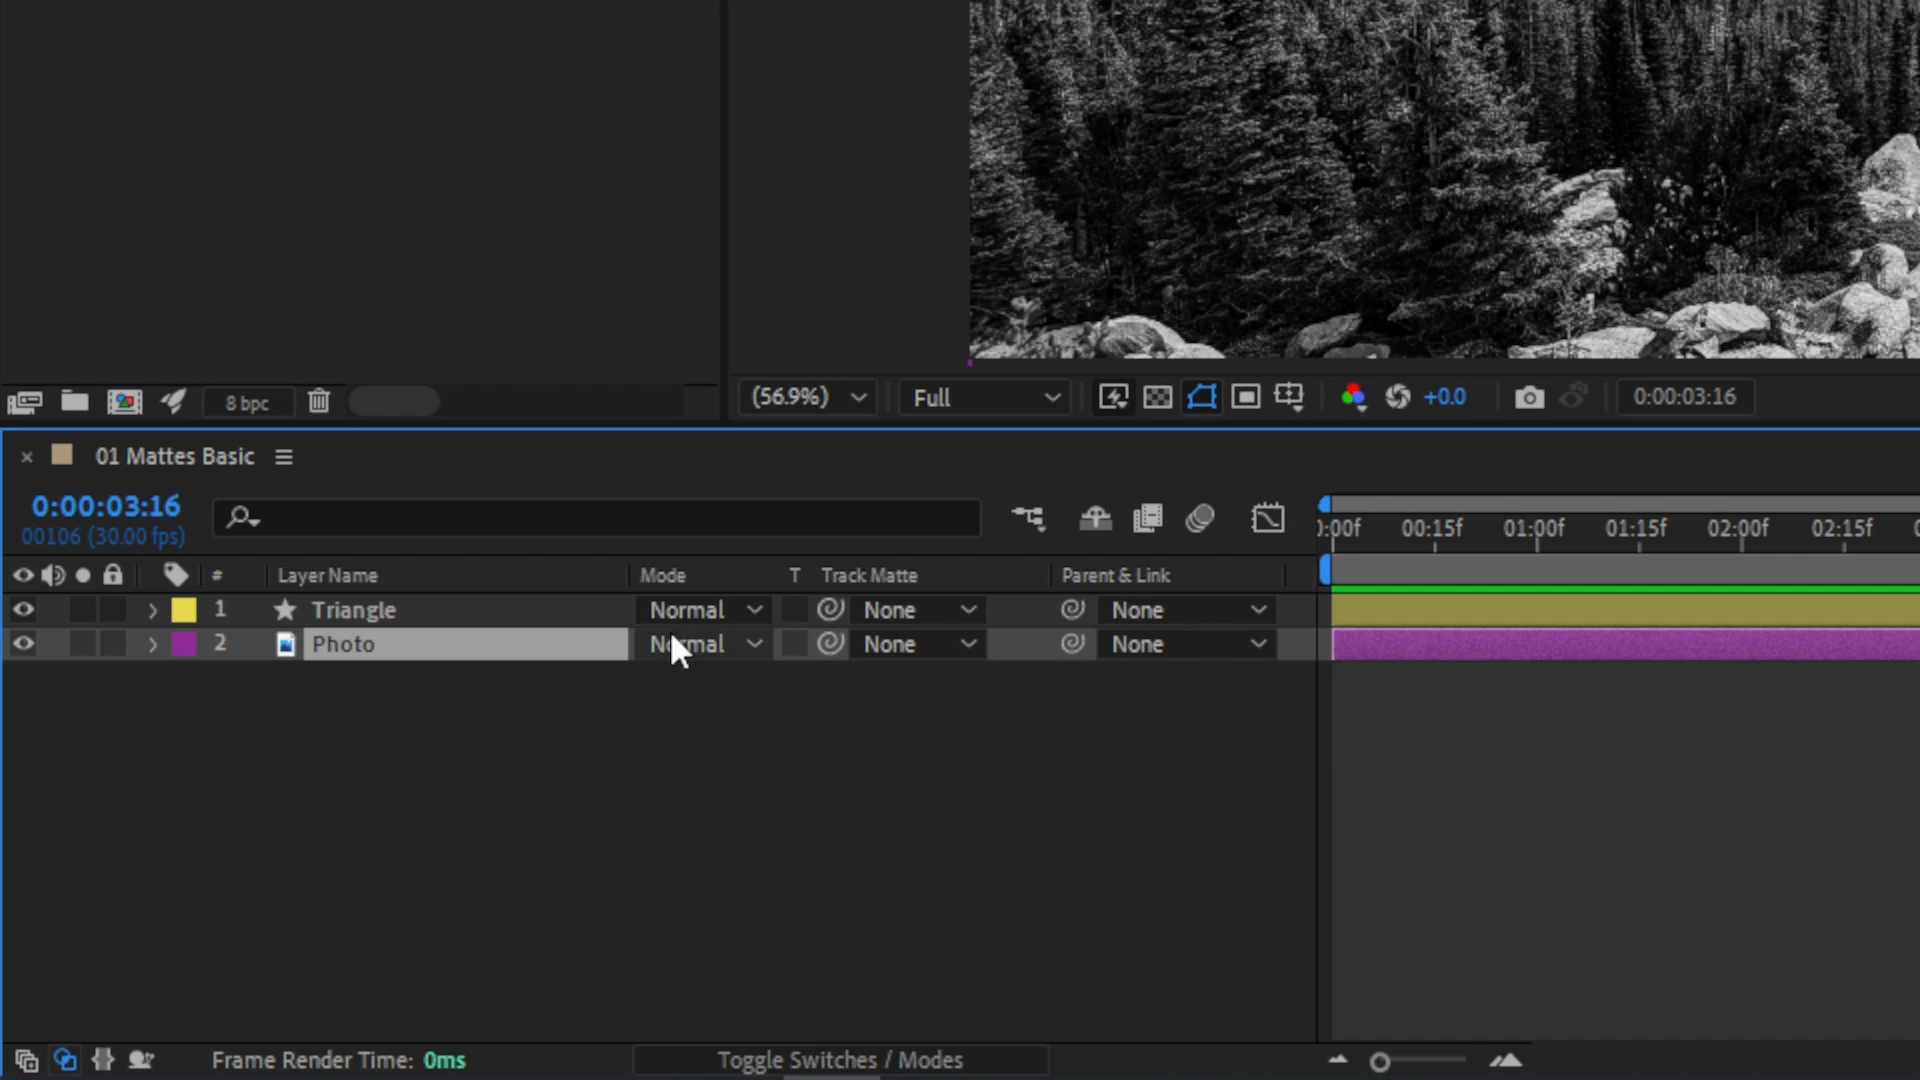 8 bpc
(56.9%) Full +0.0 0:00:03:16
01 Mattes Basic
0:00:03:16
00106 (30.00 fps)
:00f 00:15f 01:00f 01:15f 02:00f 02:15f
# Layer Name Mode T Track Matte Parent & Link
1 Triangle Normal None None
2 Photo Normal None None
Frame Render Time: 0ms Toggle Switches / Modes